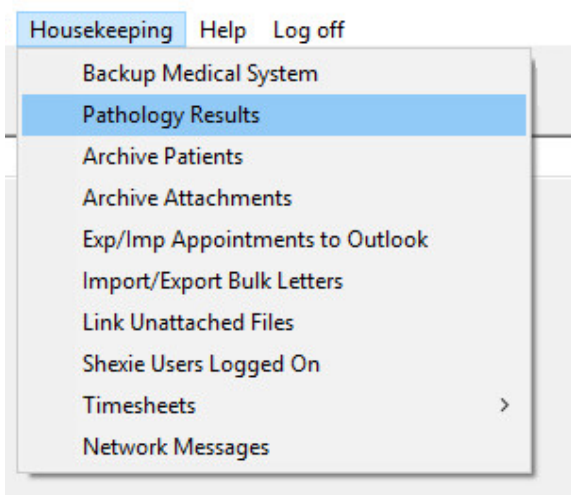 Housekeeping Help Log off
Backup Medical System
Pathology Results
Archive Patients
Archive Attachments
Exp/Imp Appointments to Outlook
Import/Export Bulk Letters
Link Unattached Files
Shexie Users Logged On
Timesheets >
Network Messages